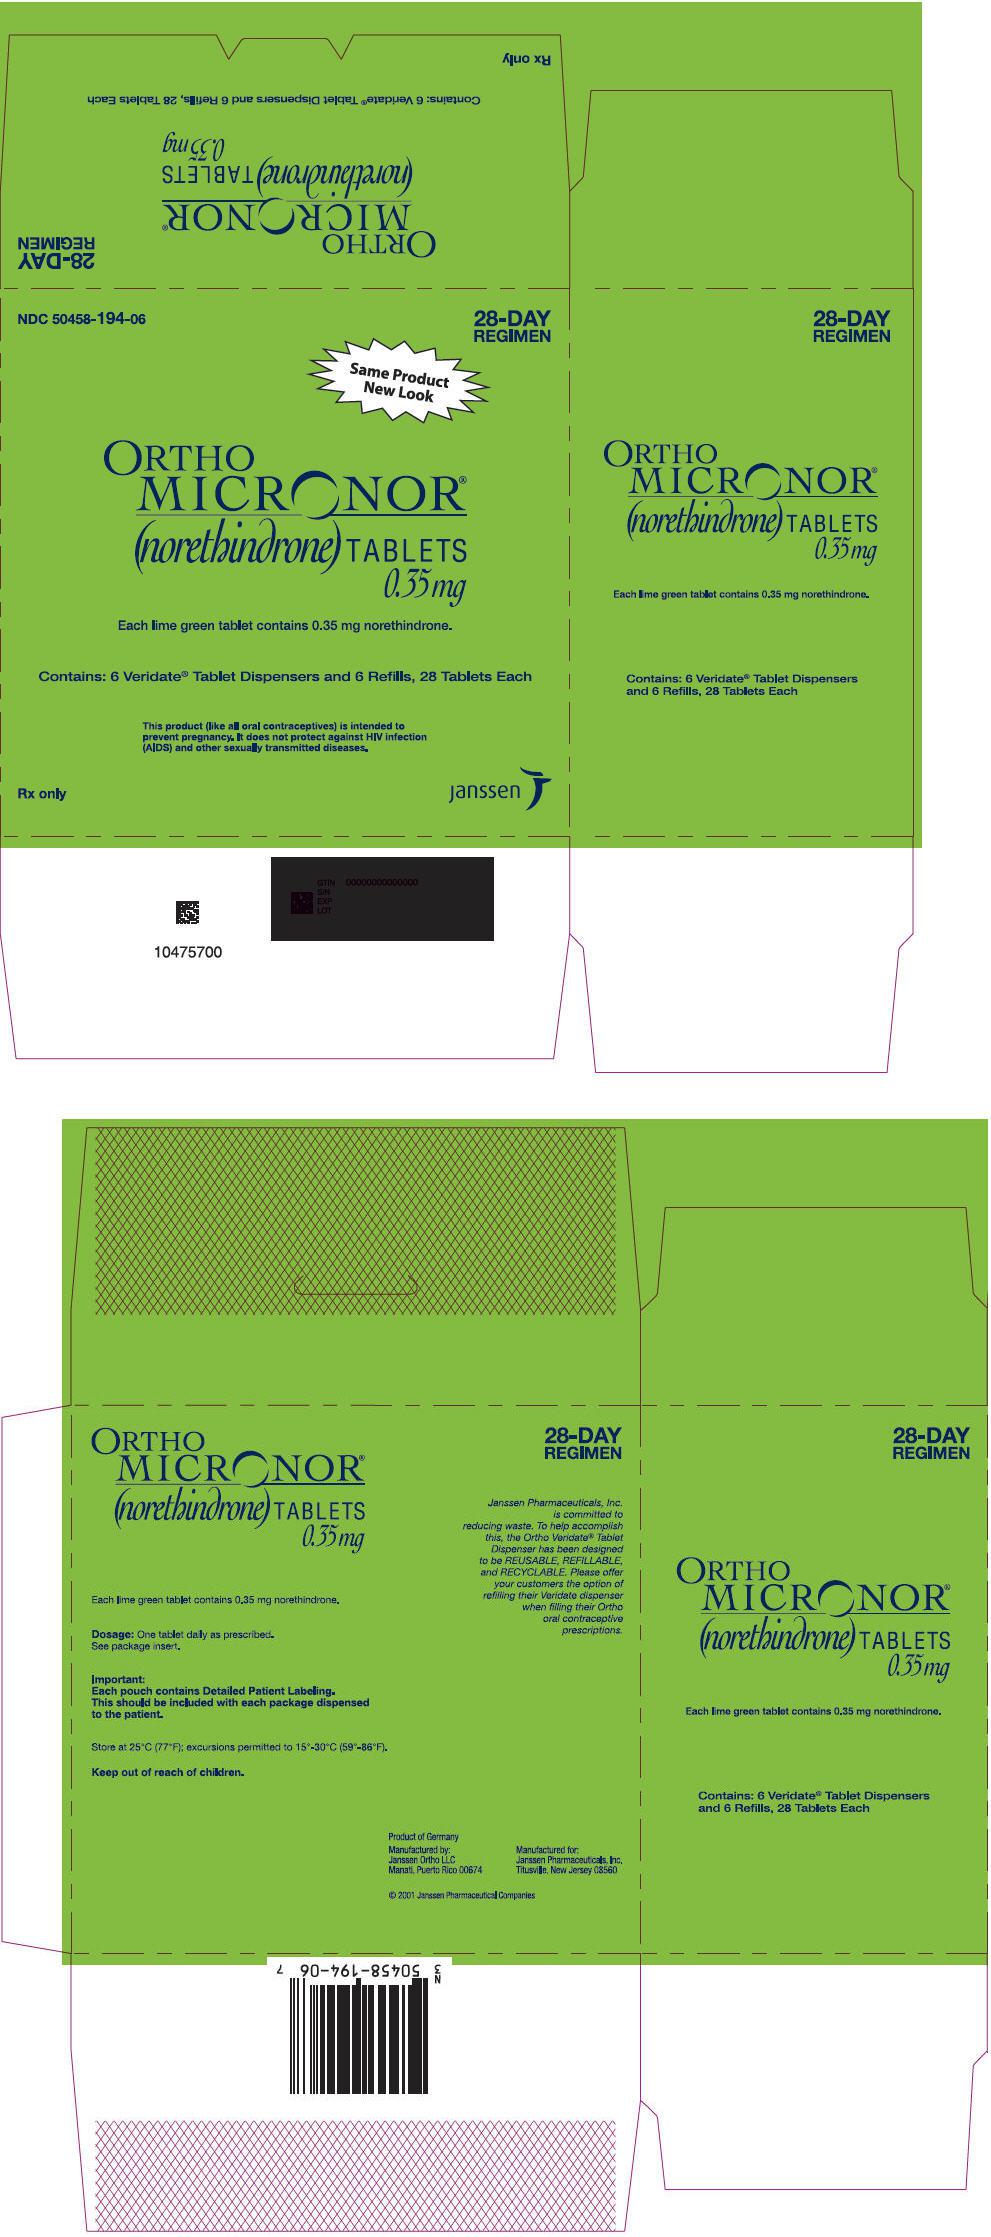 Rx only
Contains: 6 Veridate® Tablet Dispensers and 6 Refills, 28 Tablets Each
ORTHO
MICRONOR®
(norethindrone) TABLETS
0.35 mg
28-DAY
REGIMEN
NDC 50458-194-06
28-DAY
REGIMEN
Same Product
New Look
ORTHO
MICRONOR®
(norethindrone) TABLETS
0.35 mg
Each lime green tablet contains 0.35 mg norethindrone.
Contains: 6 Veridate® Tablet Dispensers and 6 Refills, 28 Tablets Each
This product (like all oral contraceptives) is intended to
prevent pregnancy. It does not protect against HIV infection
(AIDS) and other sexually transmitted diseases.
Rx only
janssen
28-DAY
REGIMEN
ORTHO
MICRONOR®
(norethindrone) TABLETS
0.35 mg
Each lime green tablet contains 0.35 mg norethindrone.
Contains: 6 Veridate® Tablet Dispensers
and 6 Refills, 28 Tablets Each
10475700
GTIN 00000000000000
S/N
EXP
LOT
ORTHO
MICRONOR®
(norethindrone) TABLETS
0.35 mg
Each lime green tablet contains 0.35 mg norethindrone.
Dosage: One tablet daily as prescribed.
See package insert.
Important:
Each pouch contains Detailed Patient Labeling.
This should be included with each package dispensed
to the patient.
Store at 25°C (77°F); excursions permitted to 15°-30°C (59°-86°F).
Keep out of reach of children.
28-DAY
REGIMEN
Janssen Pharmaceuticals, Inc.
is committed to
reducing waste. To help accomplish
this, the Ortho Veridate® Tablet
Dispenser has been designed
to be REUSABLE, REFILLABLE,
and RECYCLABLE. Please offer
your customers the option of
refilling their Veridate dispenser
when filling their Ortho
oral contraceptive
prescriptions.
Product of Germany
Manufactured by:
Janssen Ortho LLC
Manati, Puerto Rico 00674
Manufactured for:
Janssen Pharmaceuticals, Inc.
Titusville, New Jersey 08560
© 2001 Janssen Pharmaceutical Companies
28-DAY
REGIMEN
ORTHO
MICRONOR®
(norethindrone) TABLETS
0.35 mg
Each lime green tablet contains 0.35 mg norethindrone.
Contains: 6 Veridate® Tablet Dispensers
and 6 Refills, 28 Tablets Each
N
3 50458-194-06 7